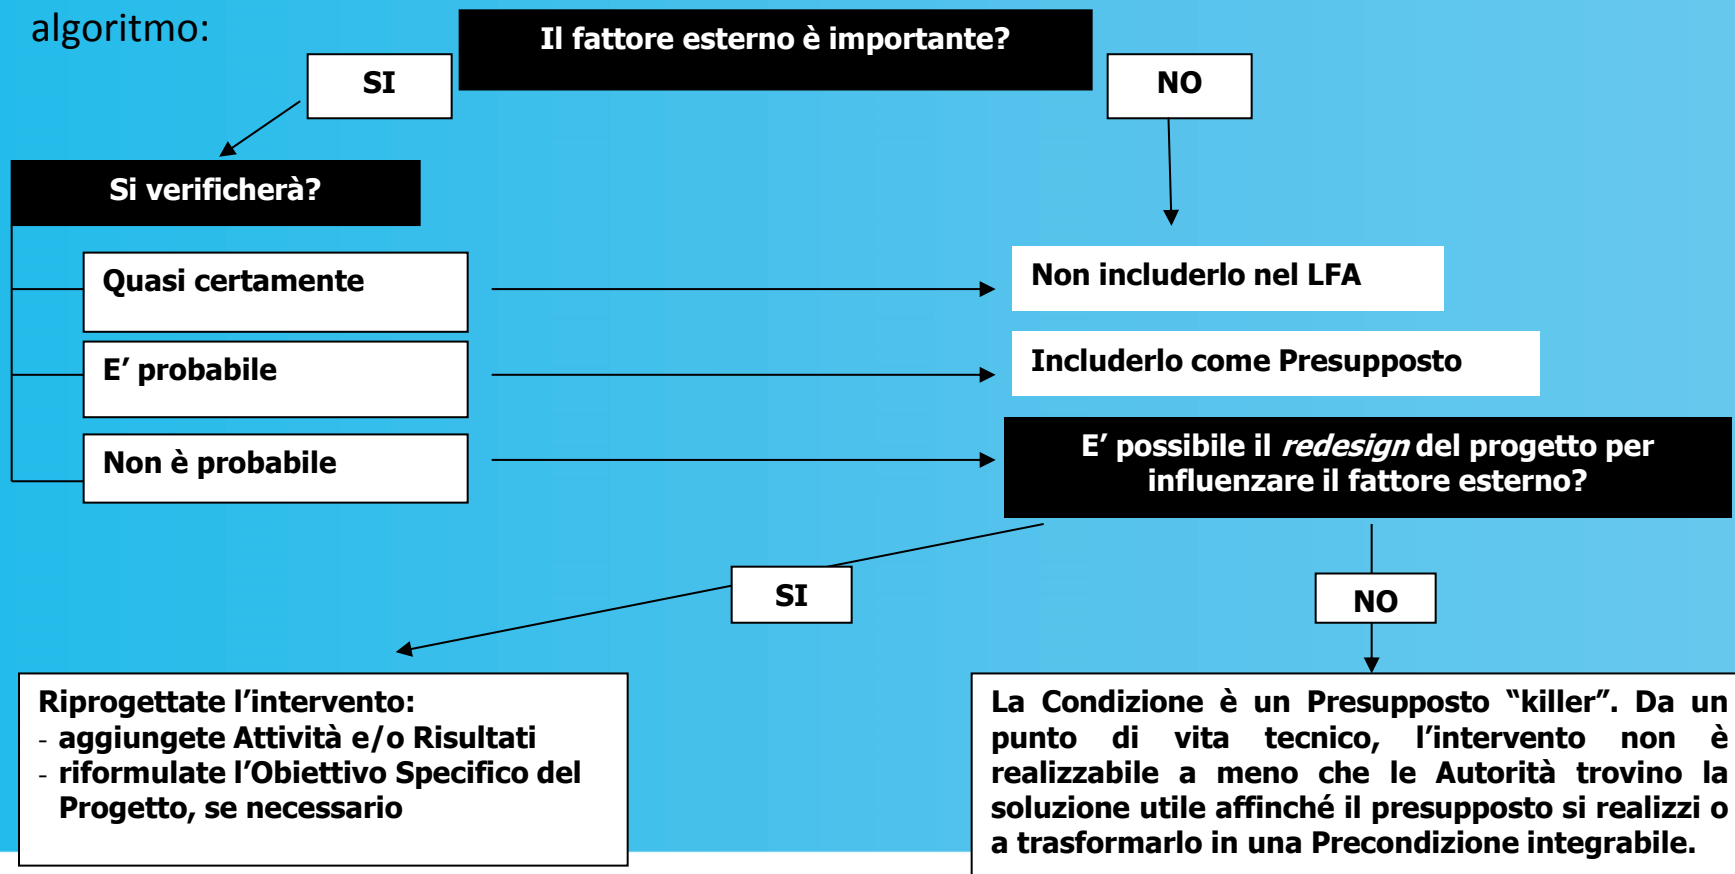 algoritmo:
Il fattore esterno è importante?
SI
NO
Si verificherà?
Quasi certamente
Non includerlo nel LFA
E’ probabile
Includerlo come Presupposto
Non è probabile
E’ possibile il redesign del progetto per
influenzare il fattore esterno?
SI
NO
Riprogettate l’intervento:
- aggiungete Attività e/o Risultati
- riformulate l’Obiettivo Specifico del
Progetto, se necessario
La Condizione è un Presupposto “killer”. Da un
punto di vita tecnico, l’intervento non è
realizzabile a meno che le Autorità trovino la
soluzione utile affinché il presupposto si realizzi o
a trasformarlo in una Precondizione integrabile.